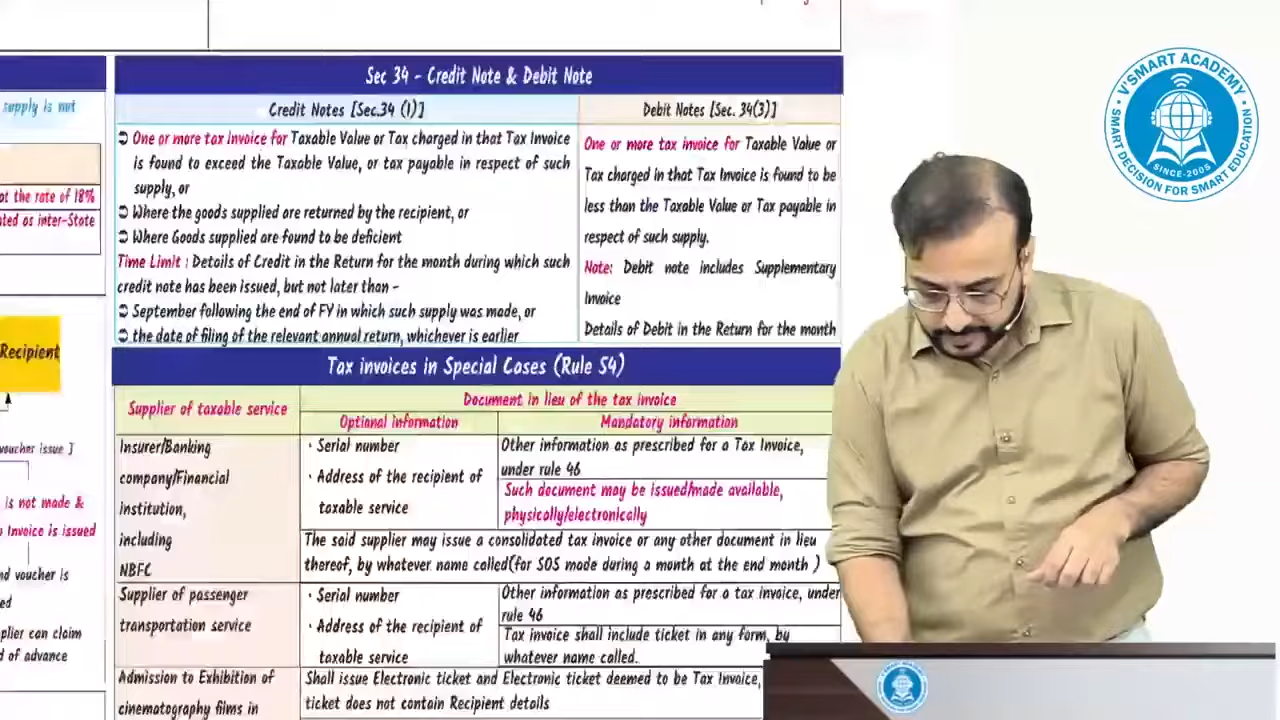 supply is not
at the rate of 18%
ated as inter-State
Recipient
voucher issue ]
is not made &
Invoice is issued
nd voucher is
ed
plier can claim
d of advance
Sec 34 - Credit Note & Debit Note
Credit Notes [Sec.34 (1)]
➲ One or more tax Invoice for Taxable Value or Tax charged in that Tax Invoice
is found to exceed the Taxable Value, or tax payable in respect of such
supply, or
➲ Where the goods supplied are returned by the recipient, or
➲ Where Goods supplied are found to be deficient
Time Limit : Details of Credit in the Return for the month during which such
credit note has been issued, but not later than -
➲ September following the end of FY in which such supply was made, or
➲ the date of filing of the relevant annual return, whichever is earlier
Debit Notes [Sec. 34(3)]
One or more tax invoice for Taxable Value or
Tax charged in that Tax Invoice is found to be
less than the Taxable Value or Tax payable in
respect of such supply.
Note: Debit note includes Supplementary
Invoice
Details of Debit in the Return for the month
Tax invoices in Special Cases (Rule 54)
Supplier of taxable service
Document in lieu of the tax invoice
Optional information
Mandatory information
Insurer/Banking
company/Financial
institution,
including
NBFC
· Serial number
· Address of the recipient of
taxable service
Other information as prescribed for a Tax Invoice,
under rule 46
Such document may be issued/made available,
physically/electronically
The said supplier may issue a consolidated tax invoice or any other document in lieu
thereof, by whatever name called(for SOS made during a month at the end month )
Supplier of passenger
transportation service
· Serial number
· Address of the recipient of
taxable service
Other information as prescribed for a tax invoice, under
rule 46
Tax invoice shall include ticket in any form, by
whatever name called.
Admission to Exhibition of
cinematography films in
Shall issue Electronic ticket and Electronic ticket deemed to be Tax Invoice,
ticket does not contain Recipient details
V'SMART ACADEMY
SINCE-2005
SMART DECISION FOR SMART EDUCATION